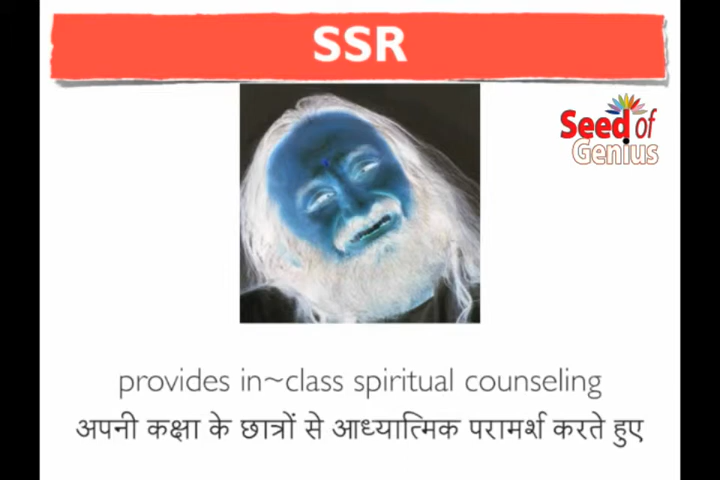 SSR
Seed of
Genius
provides in~class spiritual counseling
अपनी कक्षा के छात्रों से आध्यात्मिक परामर्श करते हुए